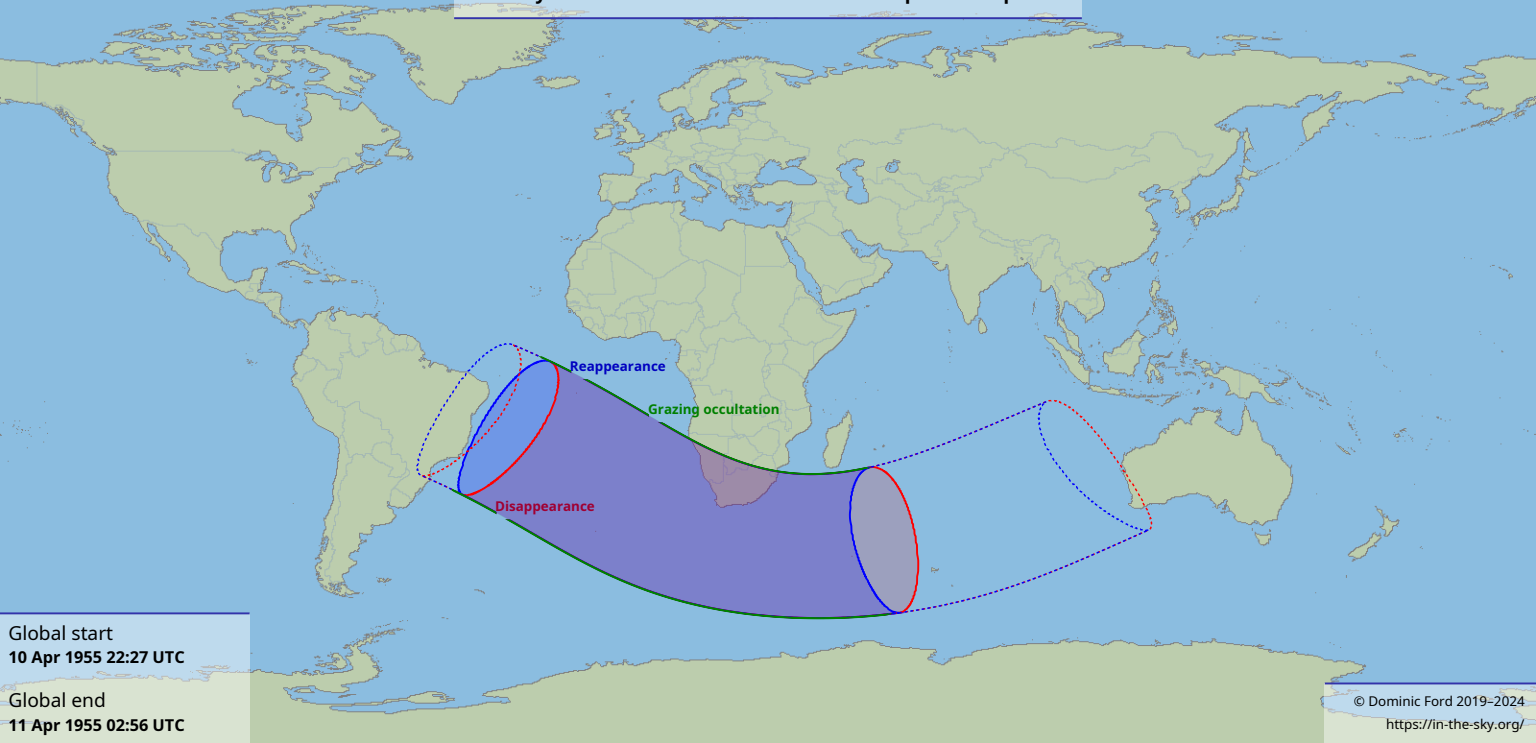 Reappearance
Grazing occultation
Disappearance
Global start
10 Apr 1955 22:27 UTC
Global end
11 Apr 1955 02:56 UTC
© Dominic Ford 2019–2024
https://in-the-sky.org/